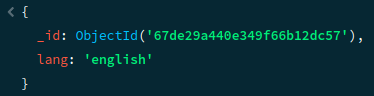 < {
_id: ObjectId('67de29a440e349f66b12dc57'),
lang: 'english'
}